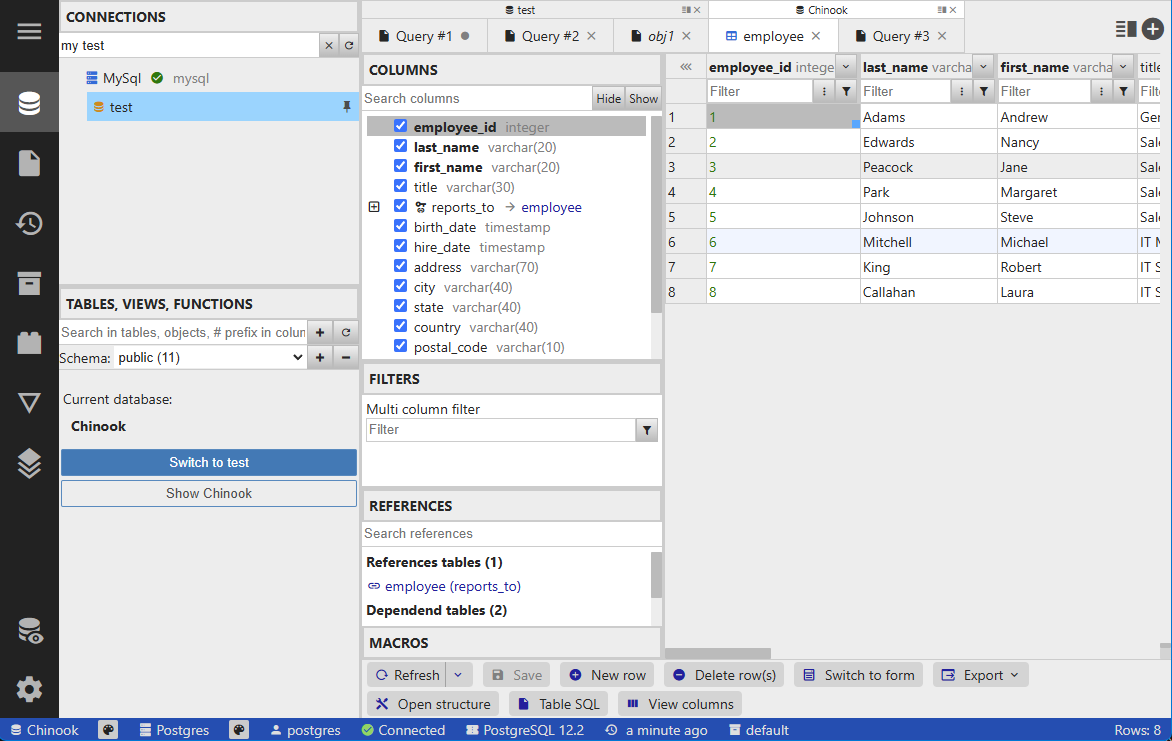 CONNECTIONS
my test
MySql mysql
test
TABLES, VIEWS, FUNCTIONS
Search in tables, objects, # prefix in colum
Schema: public (11)
Current database:
Chinook
Switch to test
Show Chinook
test
Chinook
Query #1
Query #2
obj1
employee
Query #3
COLUMNS
Search columns
Hide Show
employee_id integer
last_name varchar(20)
first_name varchar(20)
title varchar(30)
reports_to → employee
birth_date timestamp
hire_date timestamp
address varchar(70)
city varchar(40)
state varchar(40)
country varchar(40)
postal_code varchar(10)
FILTERS
Multi column filter
Filter
REFERENCES
Search references
References tables (1)
employee (reports_to)
Dependend tables (2)
MACROS
employee_id intege last_name varcha first_name varcha title
Filter Filter Filter Filte
1 1 Adams Andrew Gen
2 2 Edwards Nancy Sale
3 3 Peacock Jane Sale
4 4 Park Margaret Sale
5 5 Johnson Steve Sale
6 6 Mitchell Michael IT M
7 7 King Robert IT S
8 8 Callahan Laura IT S
Refresh Save New row Delete row(s) Switch to form Export
Open structure Table SQL View columns
Chinook Postgres postgres Connected PostgreSQL 12.2 a minute ago default Rows: 8